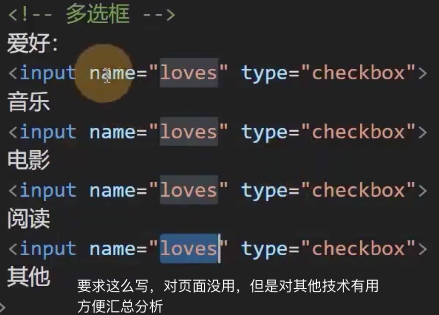 <!-- 多选框 -->
爱好：
<input name="loves" type="checkbox">
音乐
<input name="loves" type="checkbox">
电影
<input name="loves" type="checkbox">
阅读
<input name="loves" type="checkbox">
其他
要求这么写，对页面没用，但是对其他技术有用
方便汇总分析
>